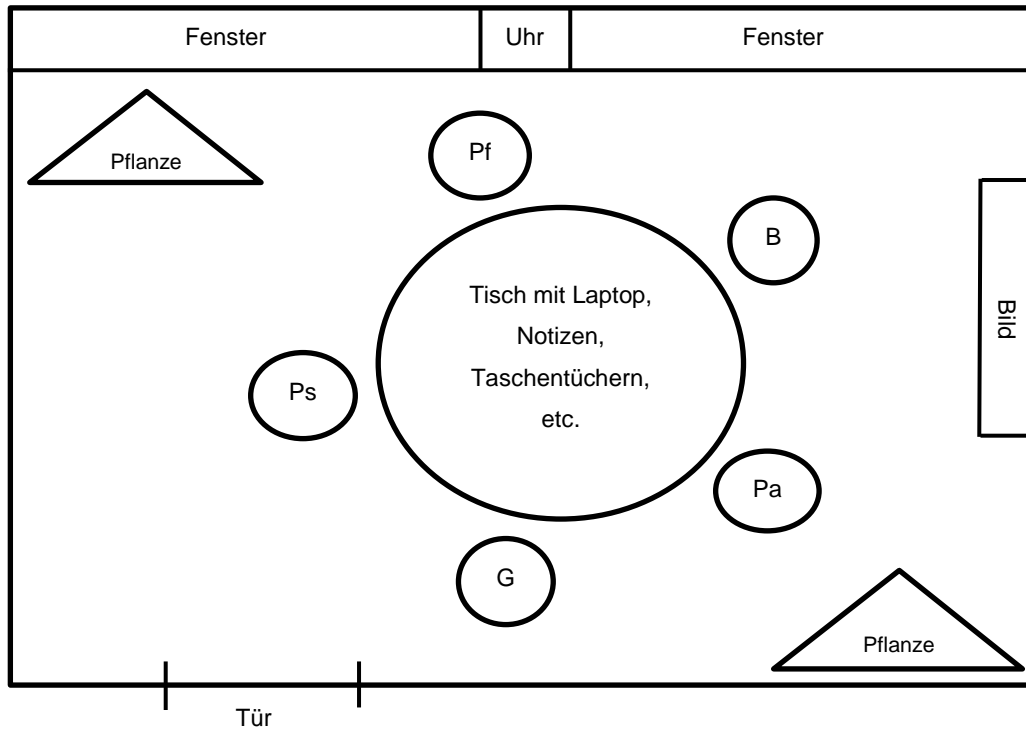 Fenster
Uhr
Fenster
Pflanze
Pf
B
Tisch mit Laptop,
Notizen,
Taschentüchern,
etc.
Bild
Ps
Pa
G
Pflanze
Tür